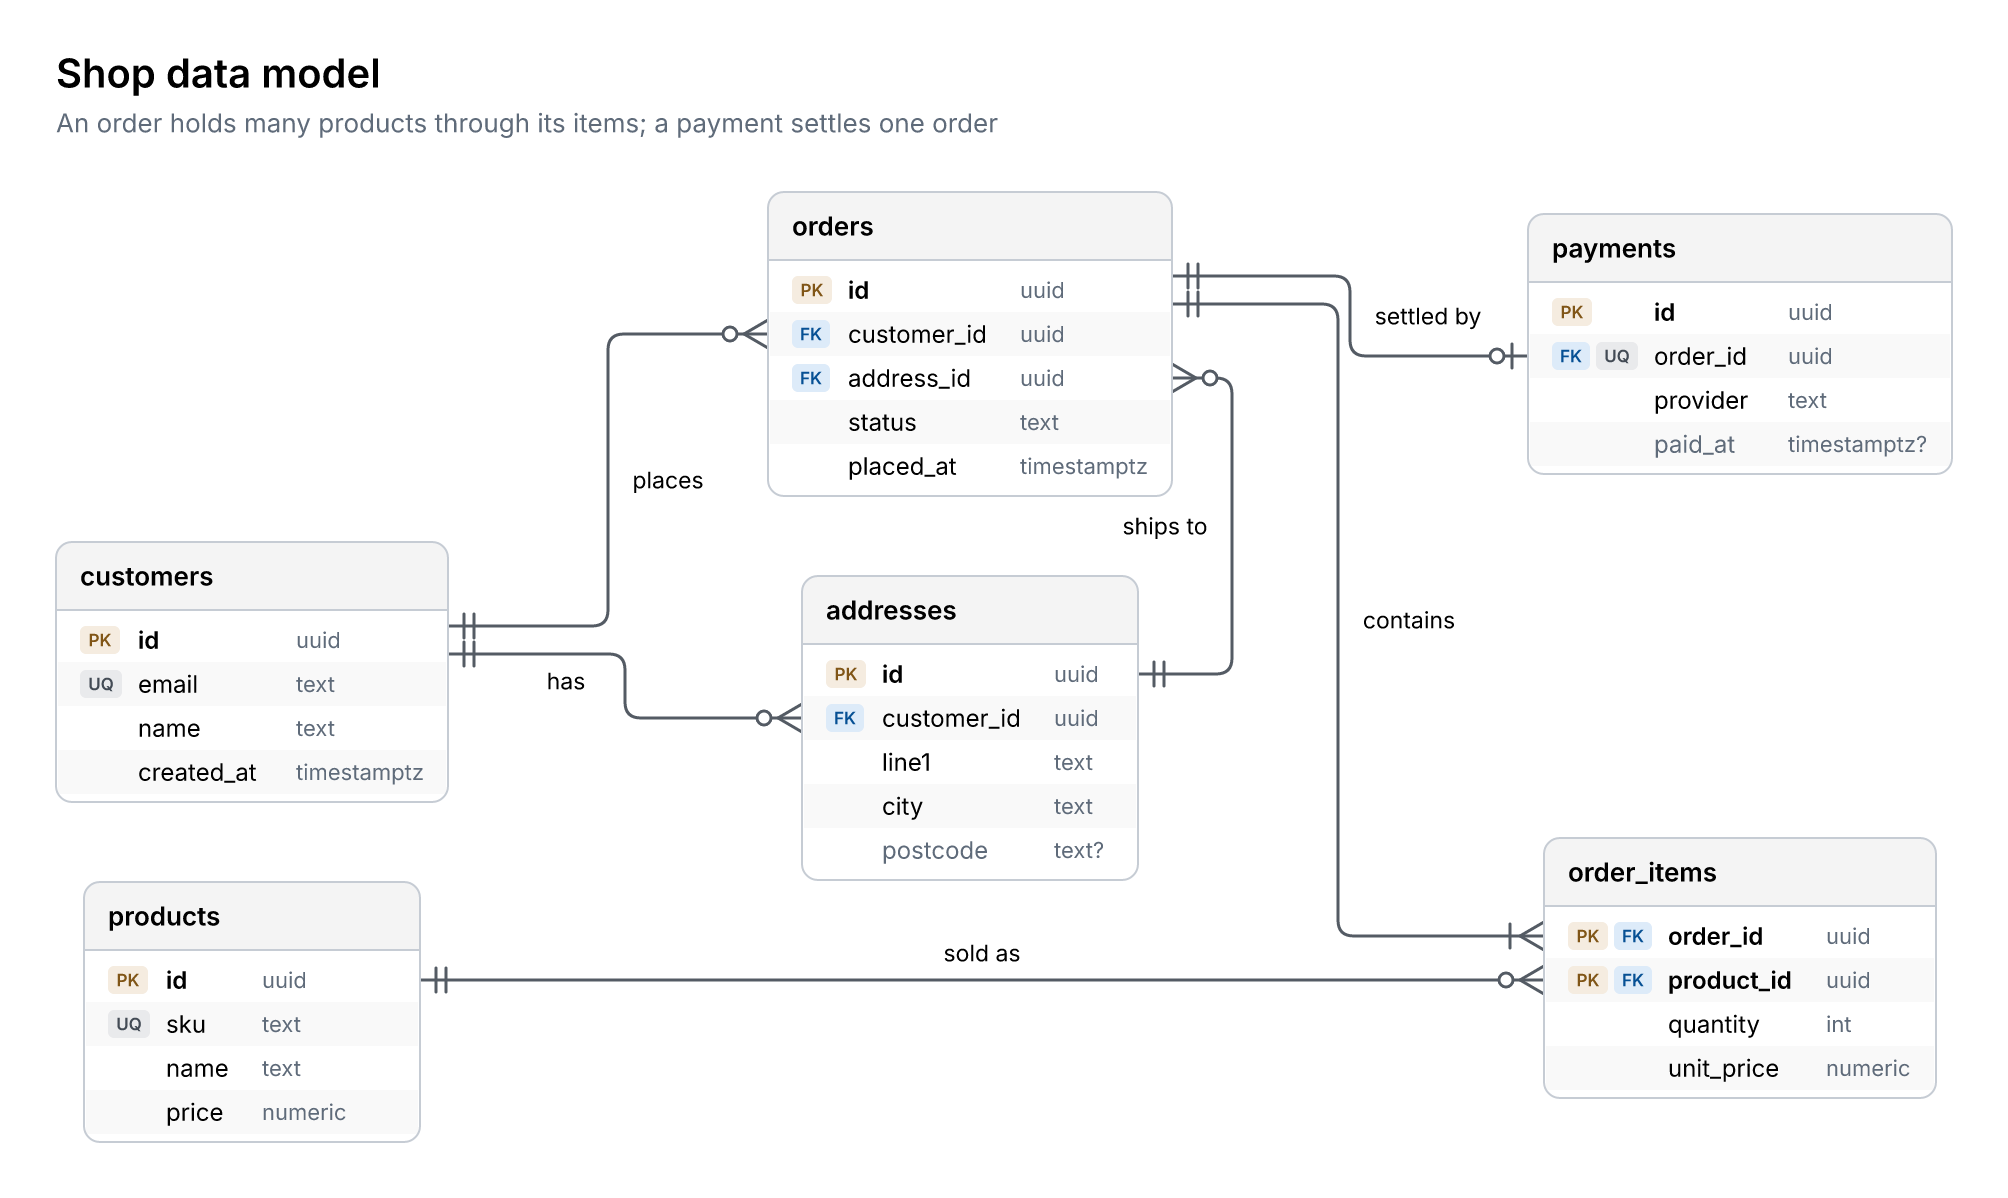 Shop data model
An order holds many products through its items; a payment settles one order
orders
PK id uuid
FK customer_id uuid
FK address_id uuid
status text
placed_at timestamptz
payments
PK id uuid
FK UQ order_id uuid
provider text
paid_at timestamptz?
settled by
places
ships to
customers
PK id uuid
UQ email text
name text
created_at timestamptz
has
addresses
PK id uuid
FK customer_id uuid
line1 text
city text
postcode text?
contains
products
PK id uuid
UQ sku text
name text
price numeric
sold as
order_items
PK FK order_id uuid
PK FK product_id uuid
quantity int
unit_price numeric